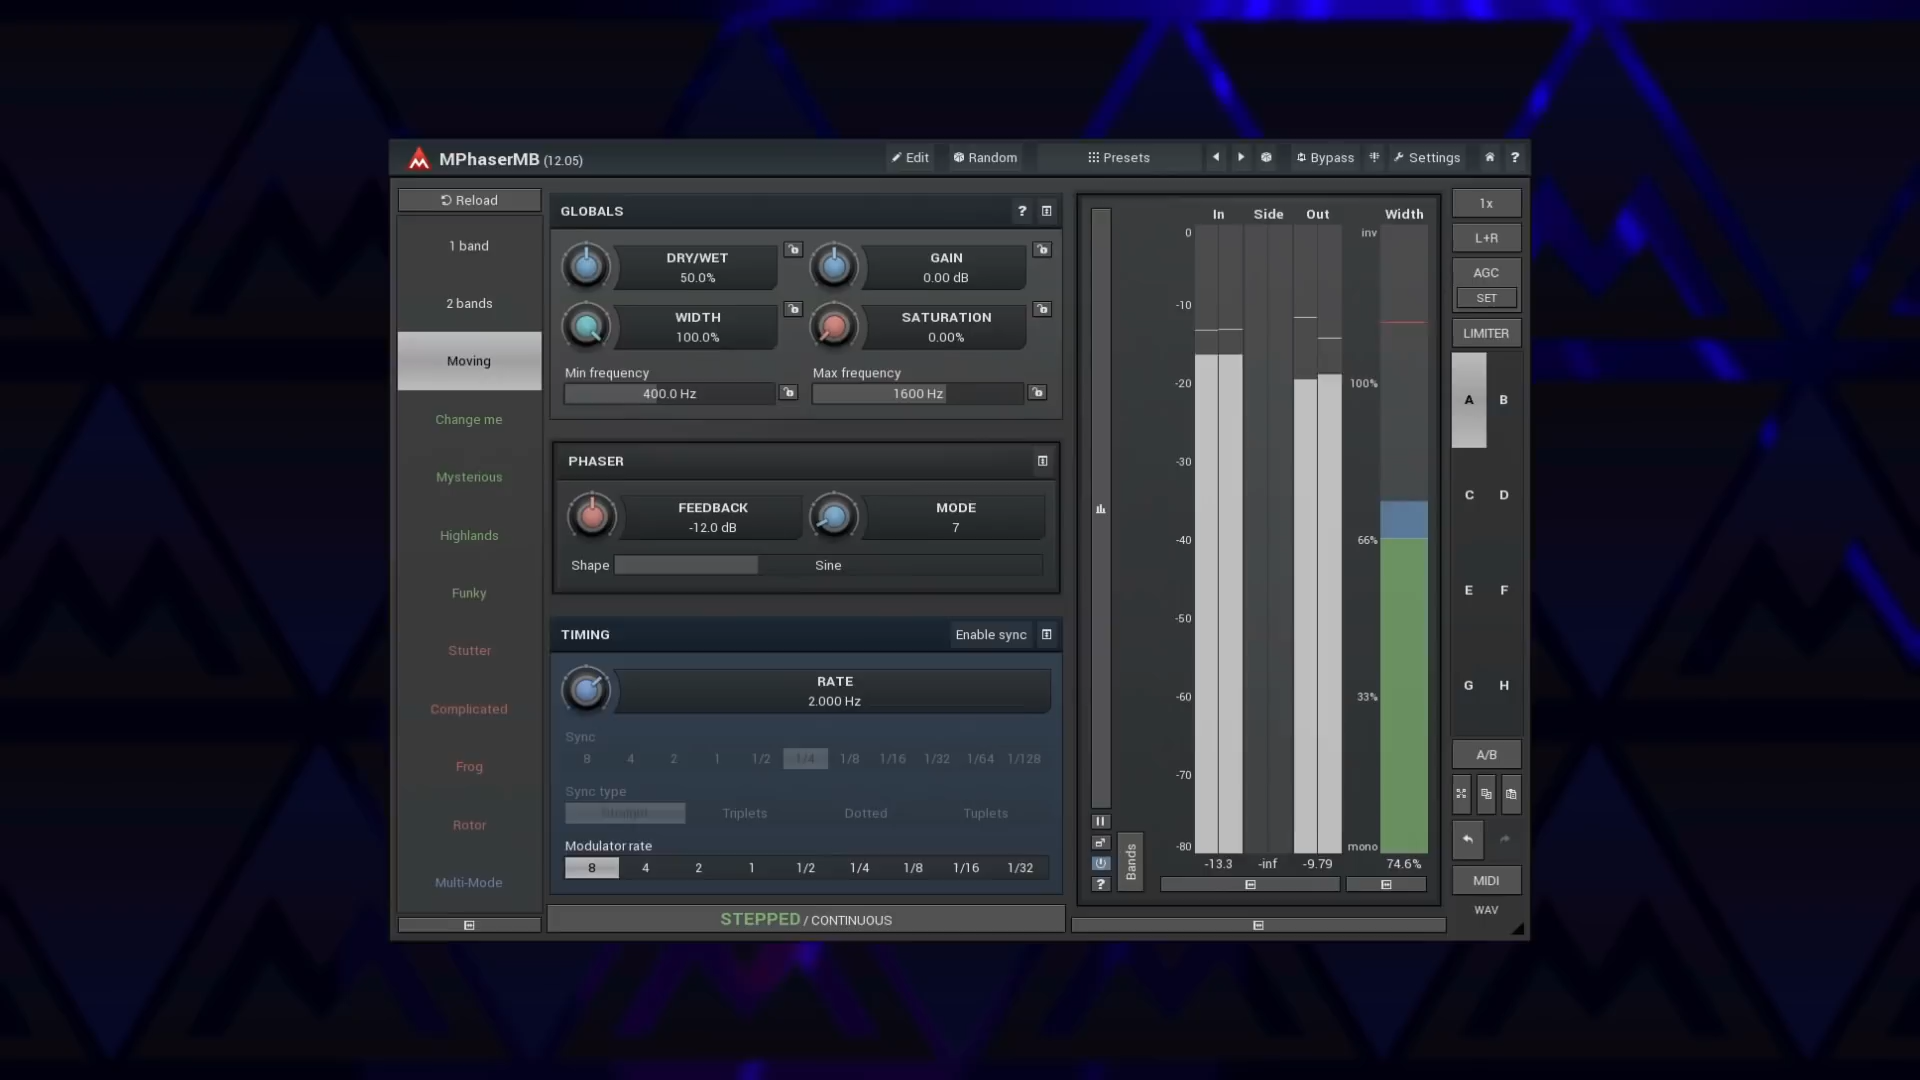 MPhaserMB (12.05)
Edit
Random
Presets
Bypass
Settings
?
Reload
1 band
2 bands
Moving
Change me
Mysterious
Highlands
Funky
Stutter
Complicated
Frog
Rotor
Multi-Mode
GLOBALS
?
DRY/WET
50.0%
GAIN
0.00 dB
WIDTH
100.0%
SATURATION
0.00%
Min frequency
400.0 Hz
Max frequency
1600 Hz
PHASER
FEEDBACK
-12.0 dB
MODE
7
Shape
Sine
TIMING
Enable sync
RATE
2.000 Hz
Sync
8 4 2 1 1/2 1/4 1/8 1/16 1/32 1/64 1/128
Sync type
Straight Triplets Dotted Tuplets
Modulator rate
8 4 2 1 1/2 1/4 1/8 1/16 1/32
STEPPED / CONTINUOUS
In Side Out Width
0 inv
-10
-20 100%
-30
-40 66%
-50
-60 33%
-70
-80 mono
-13.3 -inf -9.79 74.6%
?
Bands
1x
L+R
AGC
SET
LIMITER
A B
C D
E F
G H
A/B
MIDI
WAV